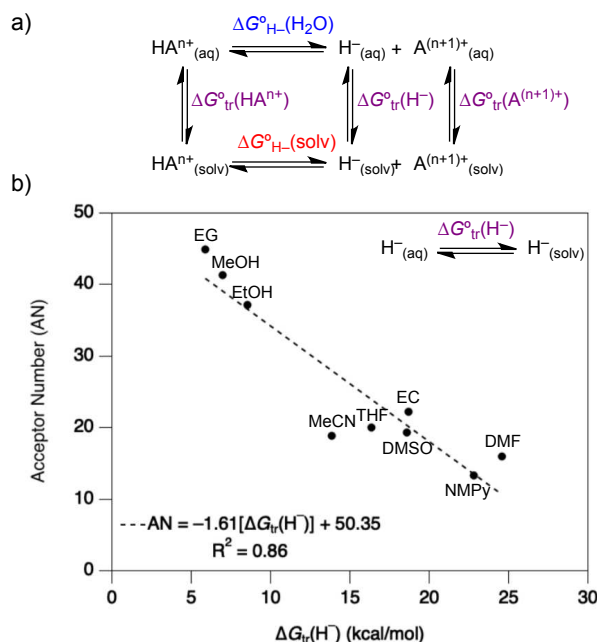 a)
HAⁿ⁺(aq) ΔG°H–(H₂O) H⁻(aq) + A⁽ⁿ⁺¹⁾⁺(aq)
ΔG°tr(HAⁿ⁺) ΔG°tr(H⁻) ΔG°tr(A⁽ⁿ⁺¹⁾⁺)
ΔG°H–(solv)
HAⁿ⁺(solv) H⁻(solv) + A⁽ⁿ⁺¹⁾⁺(solv)
b)
50
40
30
20
10
0
Acceptor Number (AN)
ΔG°tr(H⁻)
H⁻(aq) H⁻(solv)
EG
MeOH
EtOH
MeCN
THF
EC
DMSO
DMF
NMPy
----AN = –1.61[ΔGtr(H⁻)] + 50.35
R² = 0.86
0 5 10 15 20 25 30
ΔGtr(H⁻) (kcal/mol)